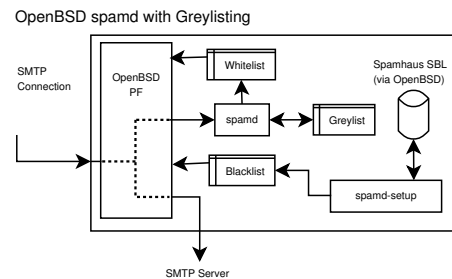 OpenBSD spamd with Greylisting
SMTP
Connection
OpenBSD
PF
Whitelist
Spamhaus SBL
(via OpenBSD)
spamd
Greylist
Blacklist
spamd-setup
SMTP Server